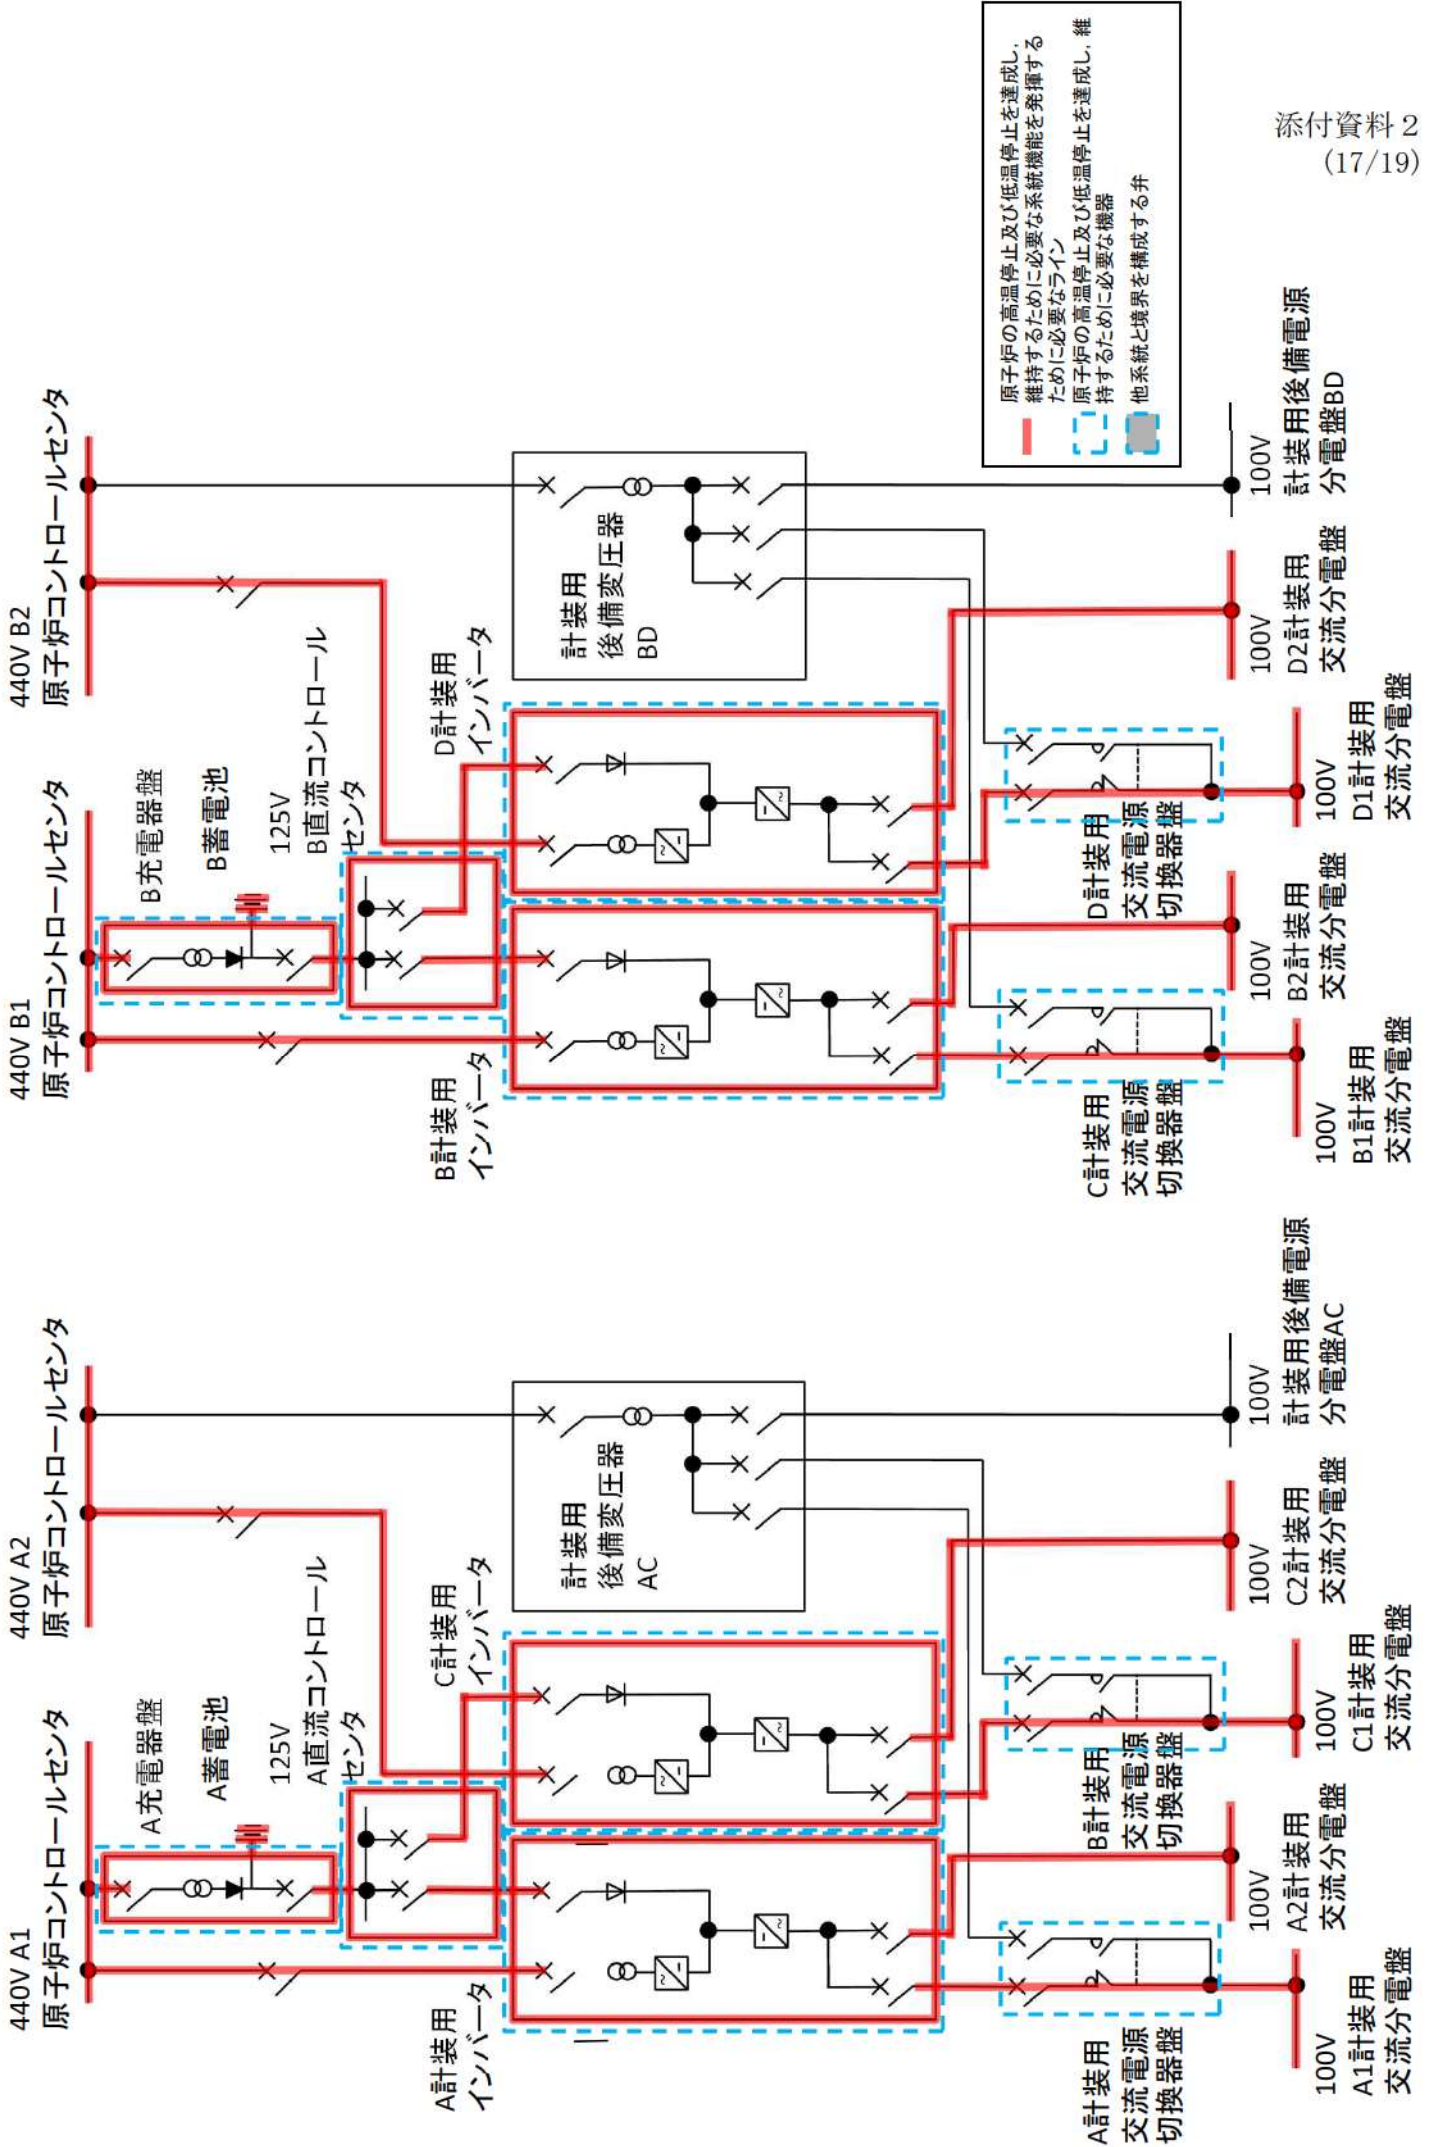 添付資料２
(17/19)
440V A1
原子炉コントロールセンタ
440V A2
原子炉コントロールセンタ
440V B1
原子炉コントロールセンタ
440V B2
原子炉コントロールセンタ
A充電器盤
A蓄電池
125V
A直流コントロール
センタ
B充電器盤
B蓄電池
125V
B直流コントロール
センタ
A計装用
インバータ
C計装用
インバータ
計装用
後備変圧器
AC
B計装用
インバータ
D計装用
インバータ
計装用
後備変圧器
BD
A計装用
交流電源
切換器盤
B計装用
交流電源
切換器盤
C計装用
交流電源
切換器盤
D計装用
交流電源
切換器盤
100V
A1計装用
交流分電盤
100V
A2計装用
交流分電盤
100V
C1計装用
交流分電盤
100V
C2計装用
交流分電盤
100V
計装用後備電源
分電盤AC
100V
B1計装用
交流分電盤
100V
B2計装用
交流分電盤
100V
D1計装用
交流分電盤
100V
D2計装用
交流分電盤
100V
計装用後備電源
分電盤BD
原子炉の高温停止及び低温停止を達成し，
維持するために必要な系統機能を発揮する
ために必要なライン
原子炉の高温停止及び低温停止を達成し，維
持するために必要な機器
他系統と境界を構成する弁